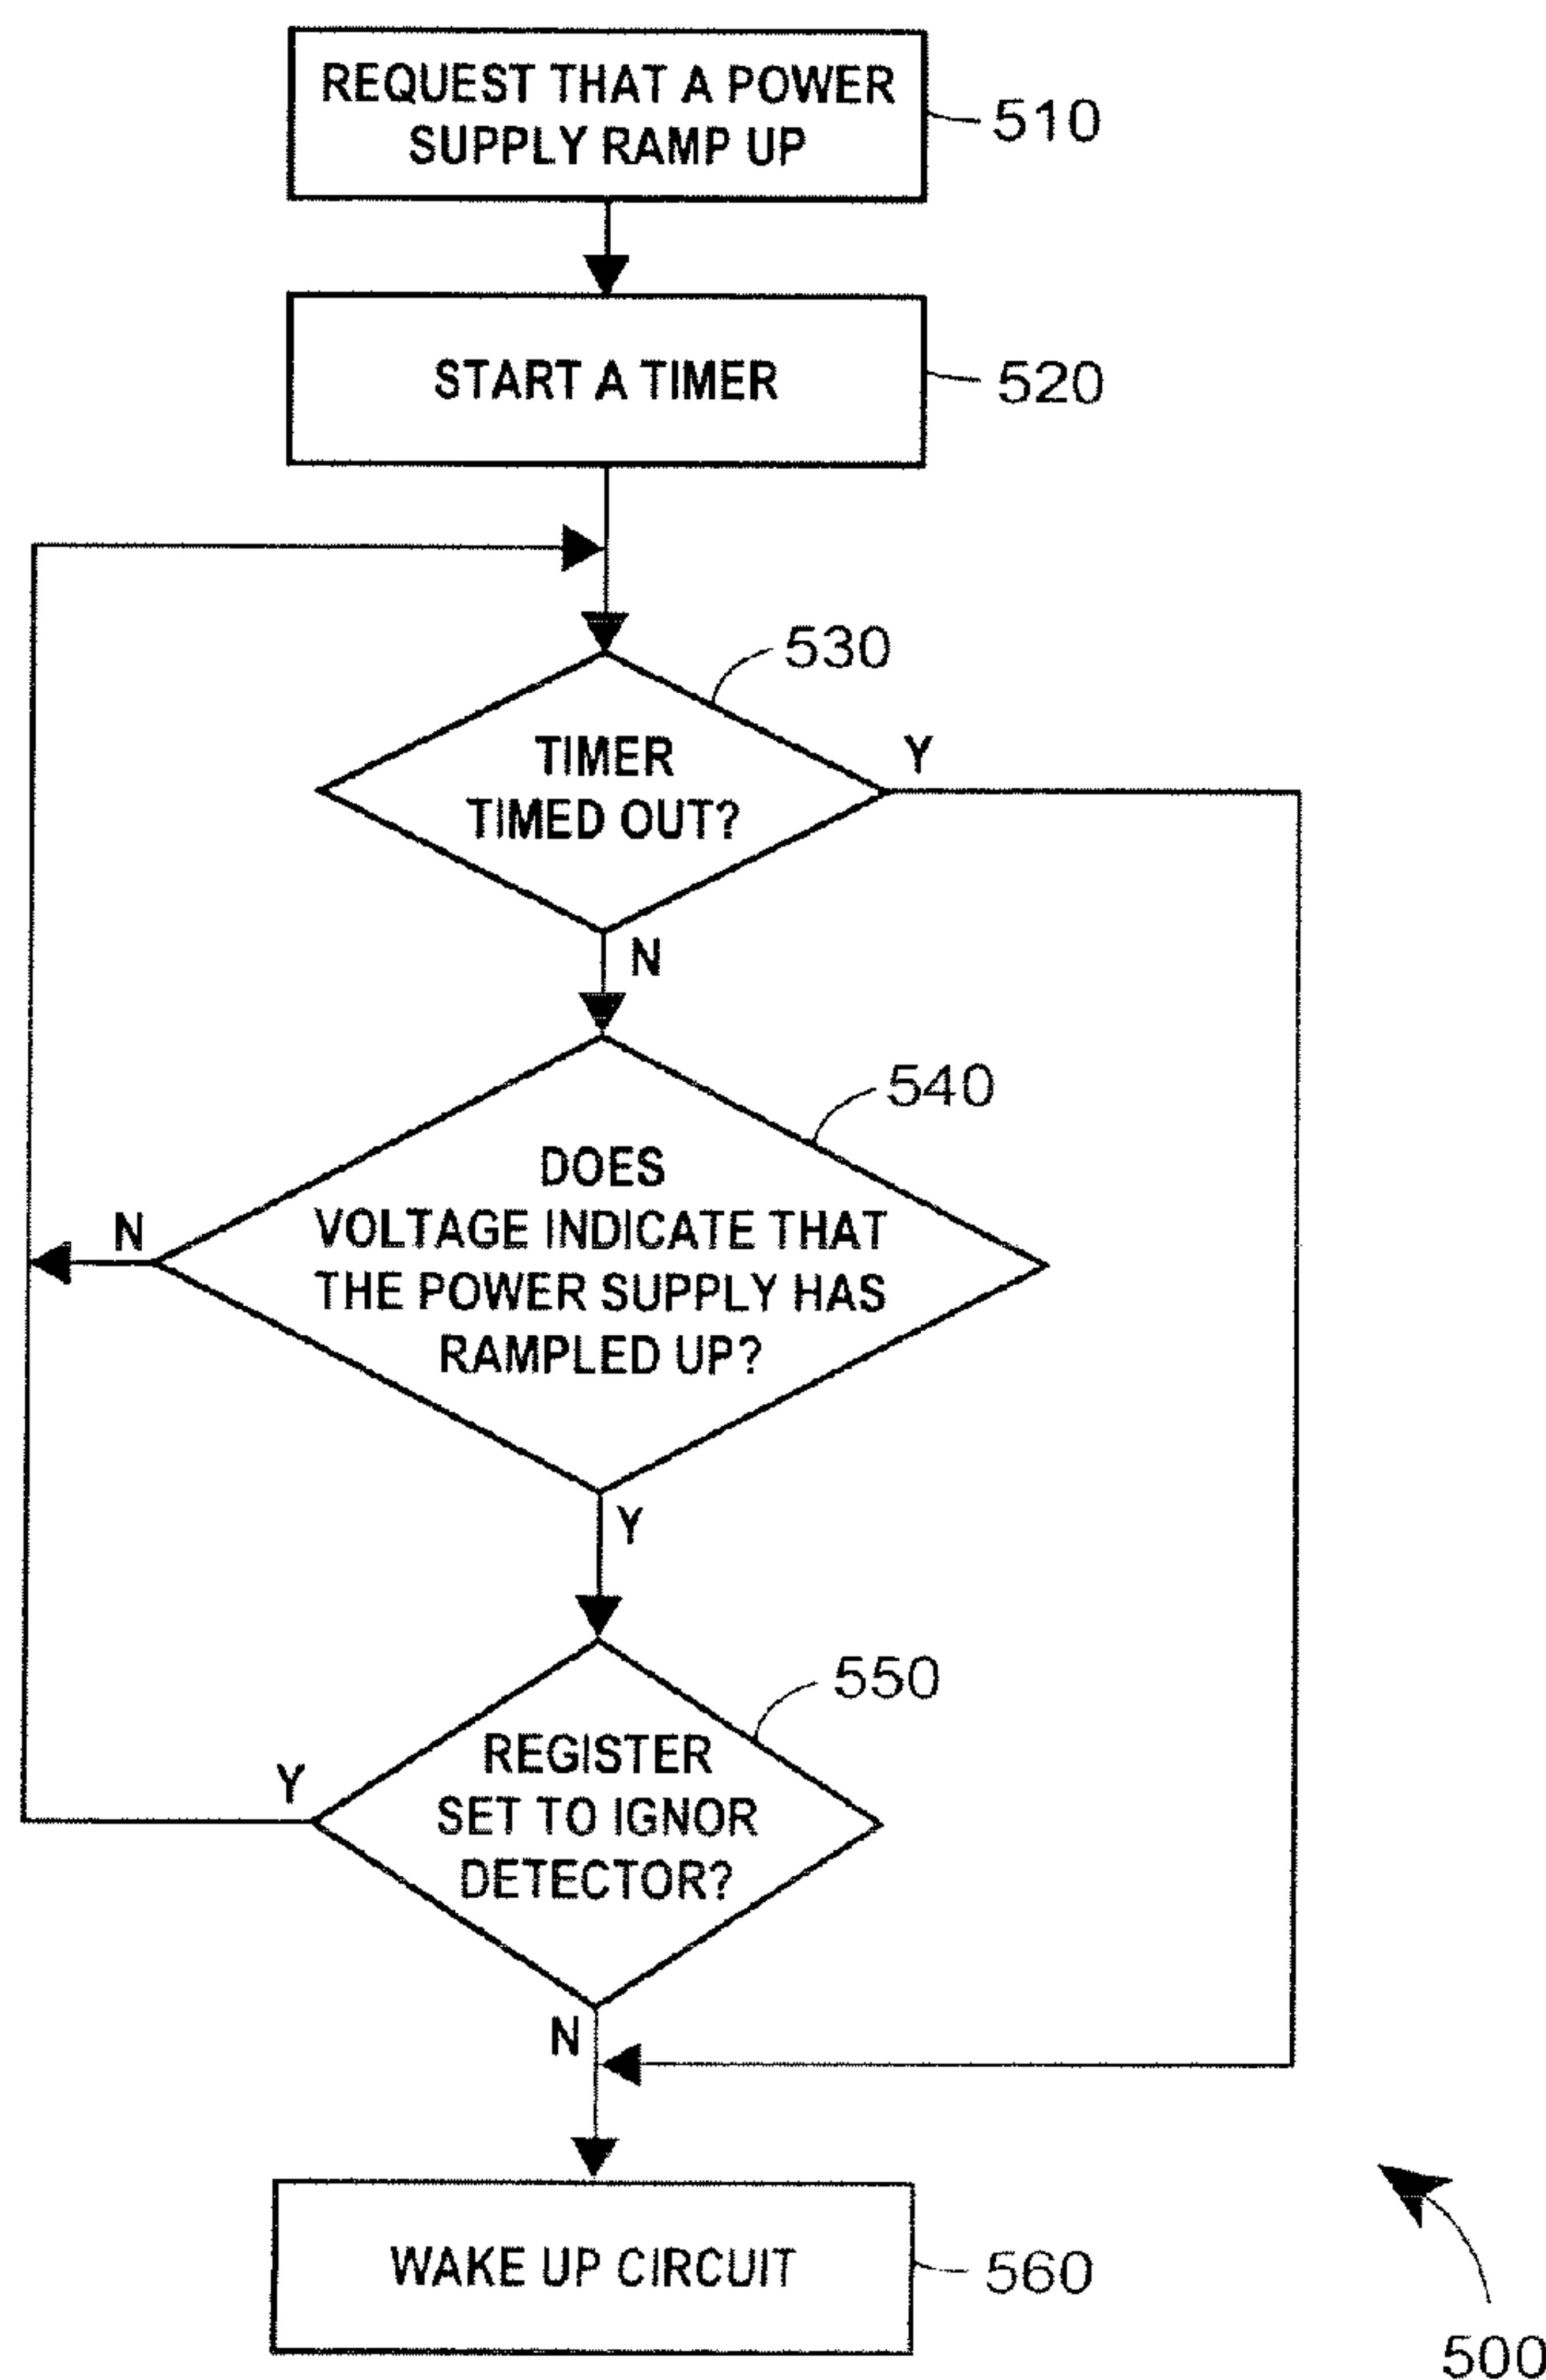 REQUEST THAT A POWER
SUPPLY RAMP UP
510
START A TIMER
520
530
TIMER
TIMED OUT?
Y
N
540
DOES
VOLTAGE INDICATE THAT
THE POWER SUPPLY HAS
RAMPLED UP?
N
Y
550
REGISTER
SET TO IGNOR
DETECTOR?
Y
N
WAKE UP CIRCUIT
560
500